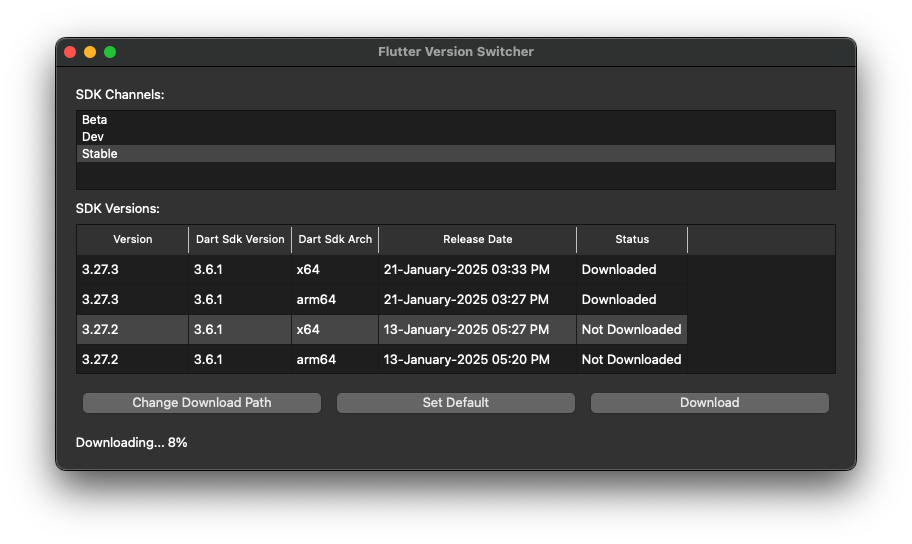 Flutter Version Switcher
SDK Channels:
Beta
Dev
Stable
SDK Versions:
Version Dart Sdk Version Dart Sdk Arch Release Date Status
3.27.3 3.6.1 x64 21-January-2025 03:33 PM Downloaded
3.27.3 3.6.1 arm64 21-January-2025 03:27 PM Downloaded
3.27.2 3.6.1 x64 13-January-2025 05:27 PM Not Downloaded
3.27.2 3.6.1 arm64 13-January-2025 05:20 PM Not Downloaded
Change Download Path Set Default Download
Downloading... 8%